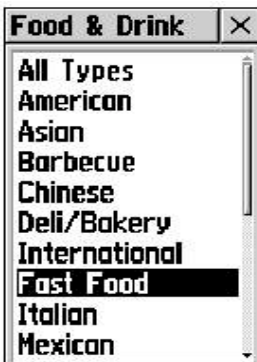 Food & Drink
All Types
American
Asian
Barbecue
Chinese
Deli/Bakery
International
Fast Food
Italian
Mexican